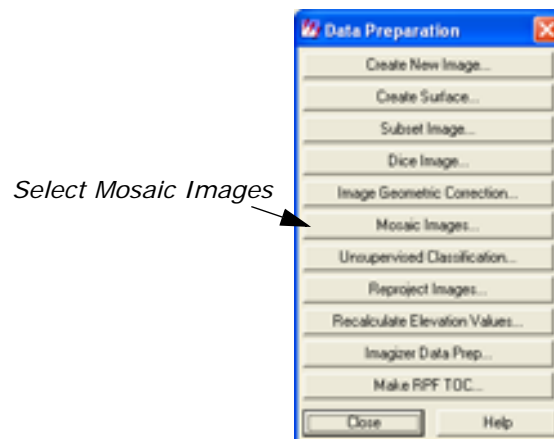 Data Preparation
Create New Image...
Create Surface...
Subset Image...
Dice Image...
Select Mosaic Images
Image Geometric Correction...
Mosaic Images...
Unsupervised Classification...
Reproject Images...
Recalculate Elevation Values...
Imagizer Data Prep...
Make RPF TOC...
Close Help